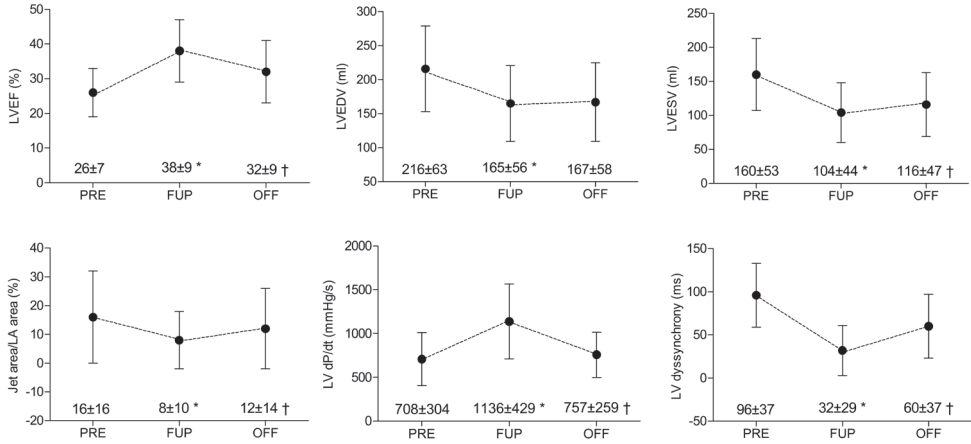 LVEF (%)
50
40
30
20
10
0
26±7
38±9 *
32±9 †
PRE
FUP
OFF
LVEDV (ml)
300
250
200
150
100
50
216±63
165±56 *
167±58
PRE
FUP
OFF
LVESV (ml)
250
200
150
100
50
0
160±53
104±44 *
116±47 †
PRE
FUP
OFF
Jet area/LA area (%)
40
30
20
10
0
-10
-20
16±16
8±10 *
12±14 †
PRE
FUP
OFF
LV dP/dt (mmHg/s)
2000
1500
1000
500
0
708±304
1136±429 *
757±259 †
PRE
FUP
OFF
LV dyssynchrony (ms)
150
100
50
0
-50
96±37
32±29 *
60±37 †
PRE
FUP
OFF